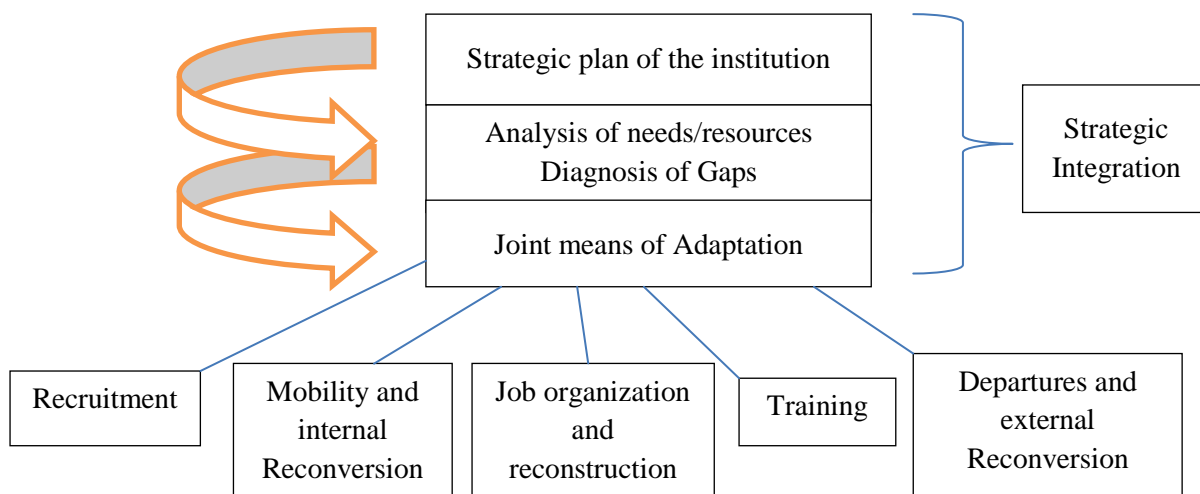 Strategic plan of the institution
Analysis of needs/resources
Diagnosis of Gaps
Joint means of Adaptation
Strategic
Integration
Recruitment
Mobility and
internal
Reconversion
Job organization
and
reconstruction
Training
Departures and
external
Reconversion